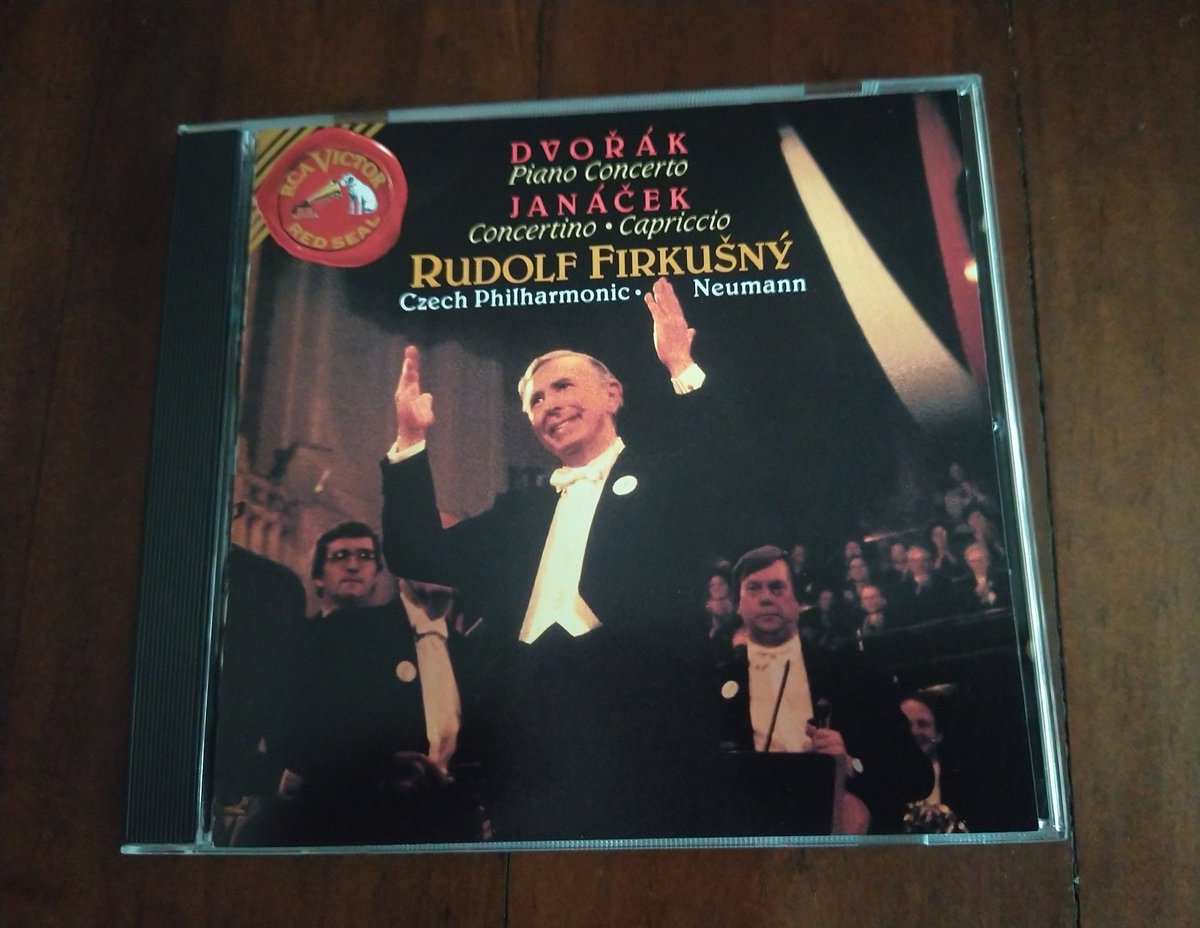 RCA VICTOR
RED SEAL
DVOŘÁK
Piano Concerto
JANÁČEK
Concertino • Capriccio
RUDOLF FIRKUŠNÝ
Czech Philharmonic • Neumann